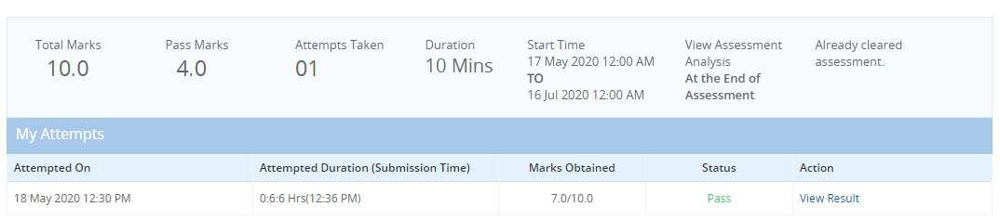 Total Marks
10.0
Pass Marks
4.0
Attempts Taken
01
Duration
10 Mins
Start Time
17 May 2020 12:00 AM
TO
16 Jul 2020 12:00 AM
View Assessment
Analysis
At the End of
Assessment
Already cleared
assessment.
My Attempts
Attempted On Attempted Duration (Submission Time) Marks Obtained Status Action
18 May 2020 12:30 PM 0:6:6 Hrs(12:36 PM) 7.0/10.0 Pass View Result